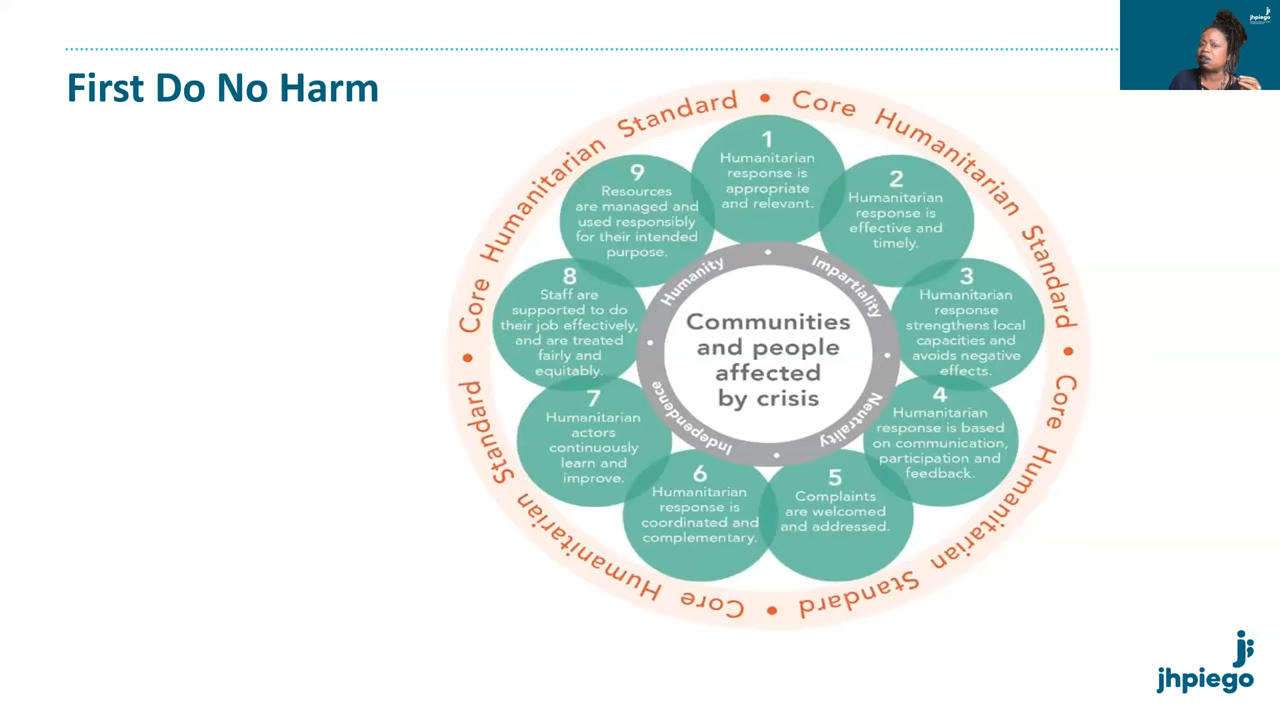 First Do No Harm
Core Humanitarian Standard • Core Humanitarian Standard • Core Humanitarian Standard • Core Humanitarian Standard •
1
Humanitarian
response is
appropriate
and relevant.
2
Humanitarian
response is
effective and
timely.
3
Humanitarian
response
strengthens local
capacities and
avoids negative
effects.
4
Humanitarian
response is based
on communication,
participation and
feedback.
5
Complaints
are welcomed
and addressed.
6
Humanitarian
response is
coordinated and
complementary.
7
Humanitarian
actors
continuously
learn and
improve.
8
Staff are
supported to do
their job effectively,
and are treated
fairly and
equitably.
9
Resources
are managed and
used responsibly
for their intended
purpose.
Humanity
Impartiality
Neutrality
Independence
Communities
and people
affected
by crisis
jhpiego
jhpiego